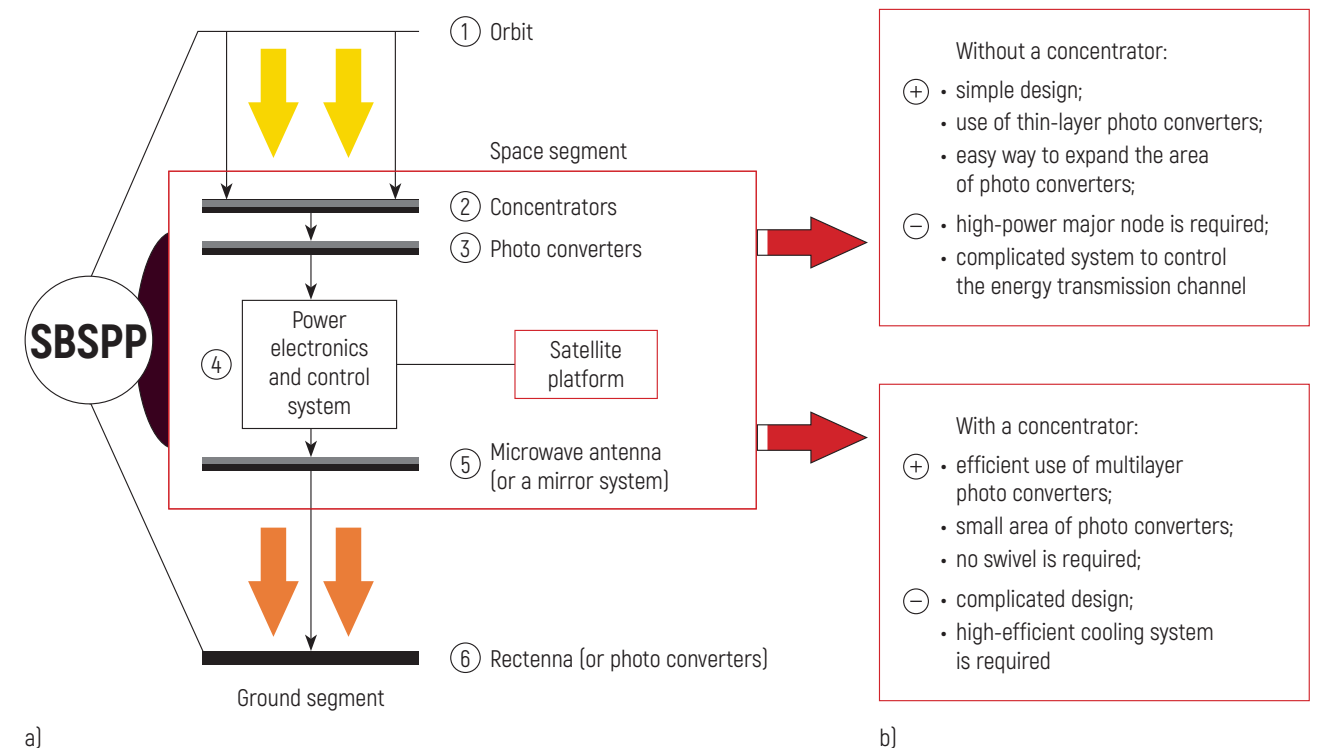 ① Orbit
Space segment
② Concentrators
③ Photo converters
SBSPP
④
Power
electronics
and control
system
Satellite
platform
⑤ Microwave antenna
(or a mirror system)
⑥ Rectenna (or photo converters)
Ground segment
a)
Without a concentrator:
⊕ • simple design;
• use of thin-layer photo converters;
• easy way to expand the area
of photo converters;
⊖ • high-power major node is required;
• complicated system to control
the energy transmission channel
With a concentrator:
⊕ • efficient use of multilayer
photo converters;
• small area of photo converters;
• no swivel is required;
⊖ • complicated design;
• high-efficient cooling system
is required
b)